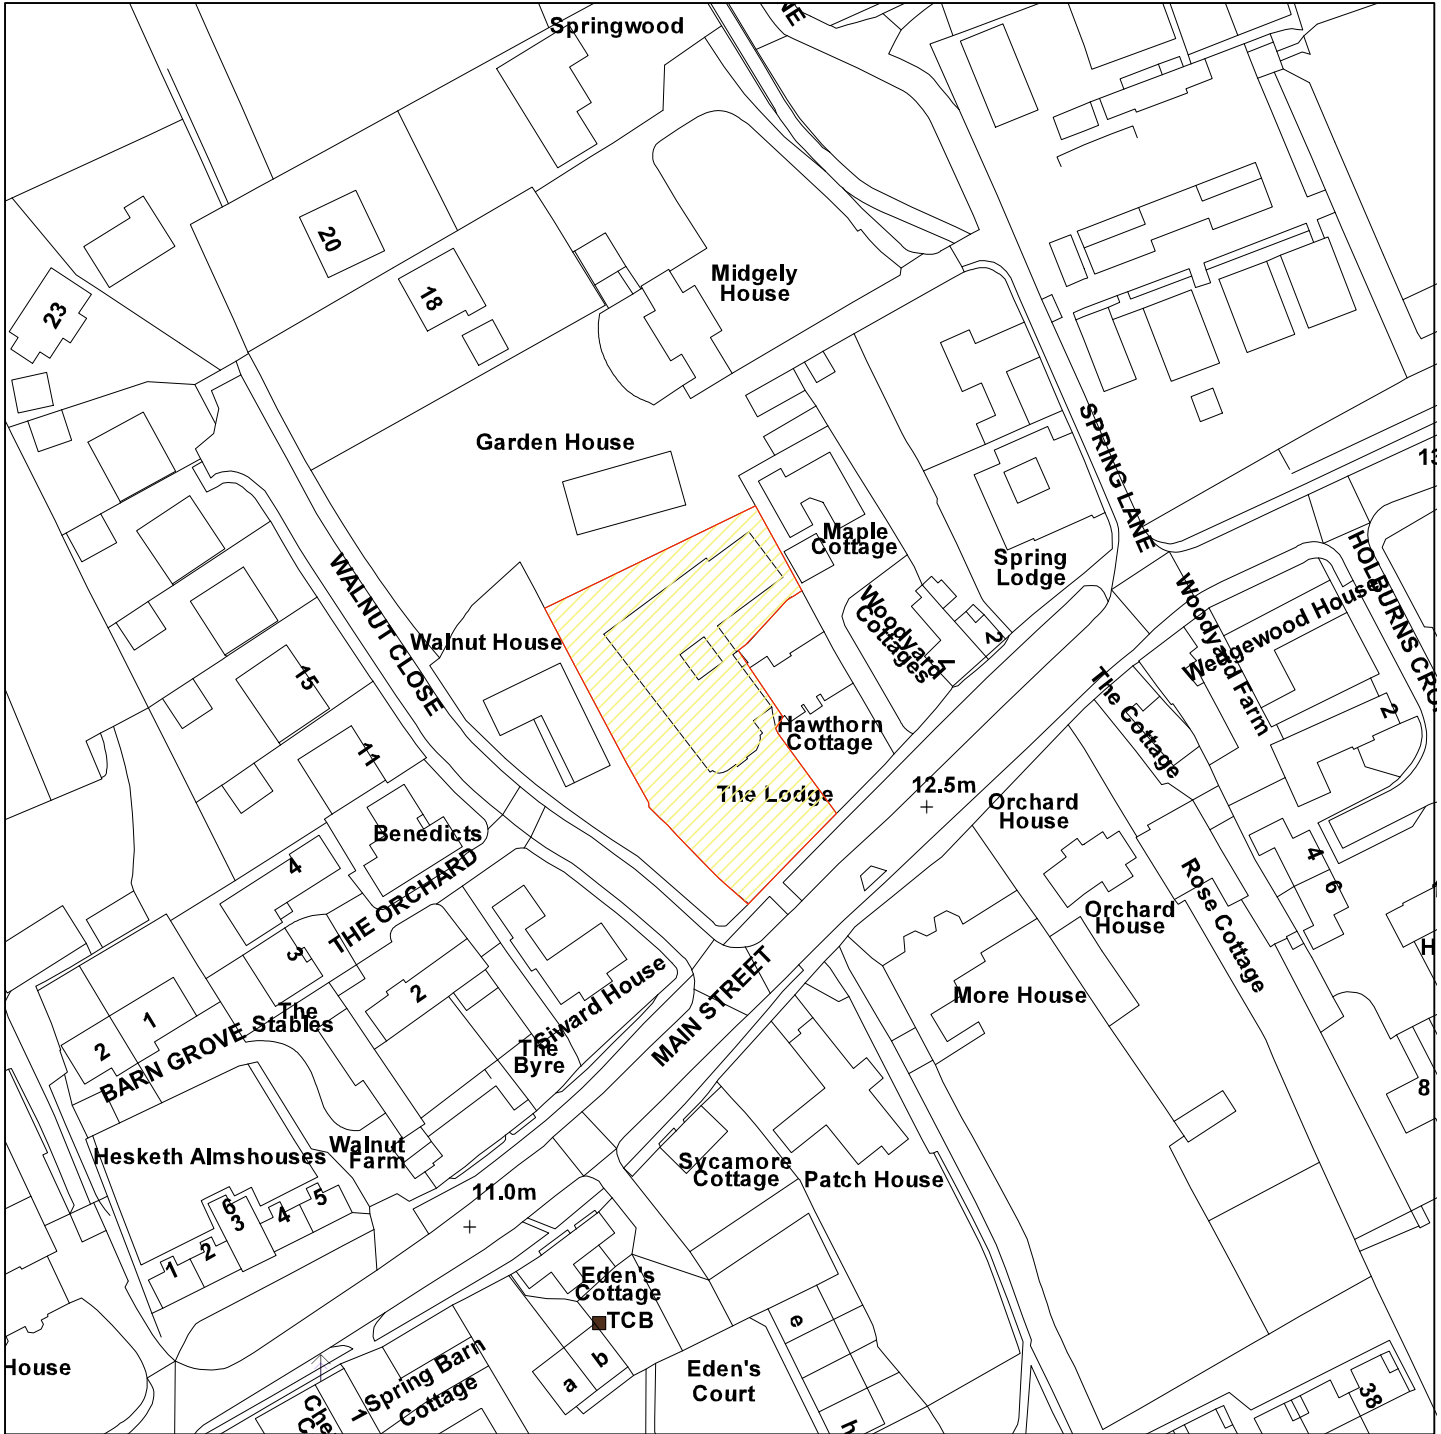 Springwood
20
Midgely
House
18
23
Garden House
SPRING LANE
13
Maple
Cottage
Spring
Lodge
HOLBURNS CRO
WALNUT CLOSE
Walnut House
Woodyard
Cottages
1
2
Woodyard Farm
Wedgewood House
15
The Cottage
2
Hawthorn
Cottage
11
The Lodge
12.5m
Orchard
House
Benedicts
4
THE ORCHARD
4
6
Rose Cottage
Orchard
House
3
2
Siward House
MAIN STREET
More House
H
The
Stables
1
2
BARN GROVE
The
Byre
8
Hesketh Almshouses
Walnut
Farm
Sycamore
Cottage
Patch House
11.0m
6
5
4
3
2
1
Eden's
Cottage
TCB
e
House
Spring Barn
Cottage
b
a
Eden's
Court
38
Che
C
1
h